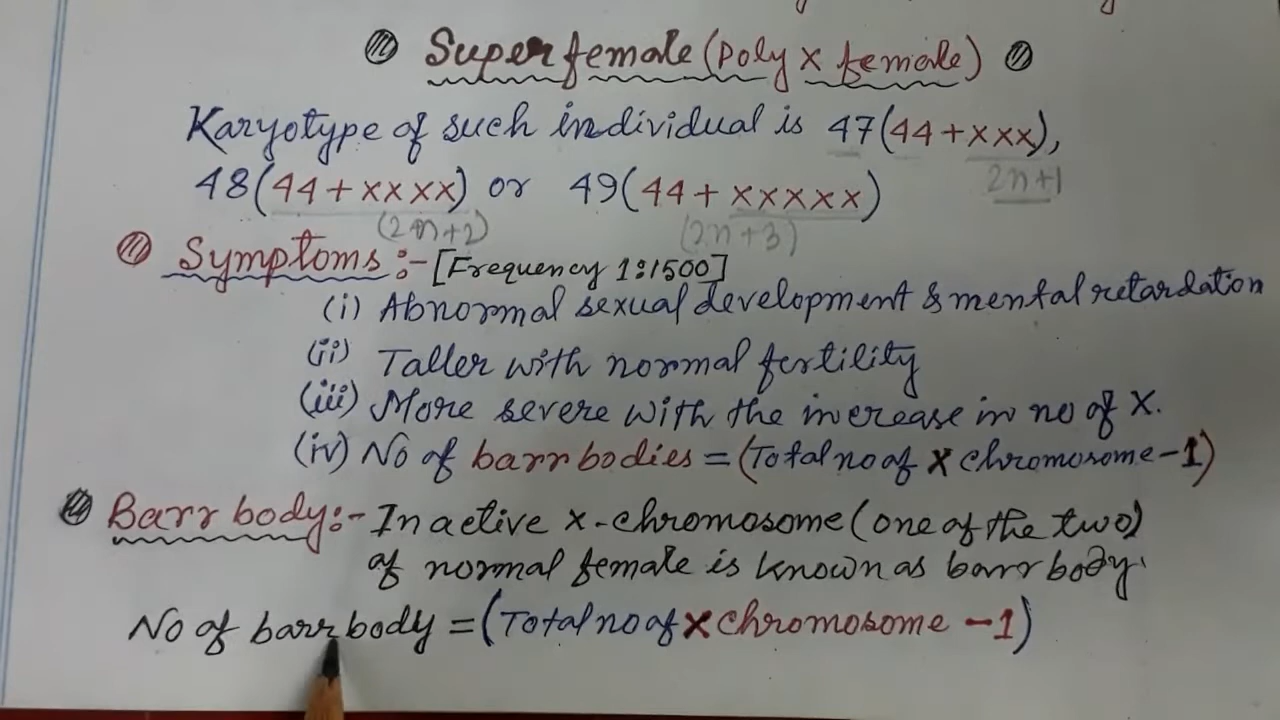 Super female (Poly x female)
Karyotype of such individual is 47(44+xxx),
2n+1
48(44+xxxx) or 49(44+xxxxx)
(2n+2) (2n+3)
Symptoms:- [Frequency 1:1500]
(i) Abnormal sexual development & mental retardation
(ii) Taller with normal fertility
(iii) More severe with the increase in no of X.
(iv) No of barr bodies = (Total no of X chromosome - 1)
Barr body:- Inactive x-chromosome (one of the two)
of normal female is known as barr body.
No of barr body = (Total no of X chromosome - 1)